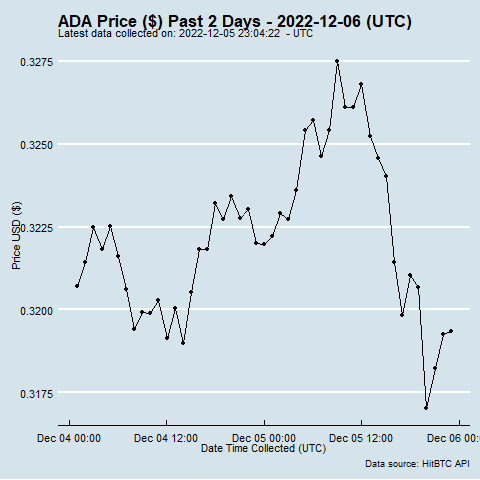 ADA Price ($) Past 2 Days - 2022-12-06 (UTC)
Latest data collected on: 2022-12-05 23:04:22 - UTC
0.3275
0.3250
0.3225
0.3200
0.3175
Price USD ($)
Dec 04 00:00 Dec 04 12:00 Dec 05 00:00 Dec 05 12:00 Dec 06 00:
Date Time Collected (UTC)
Data source: HitBTC API